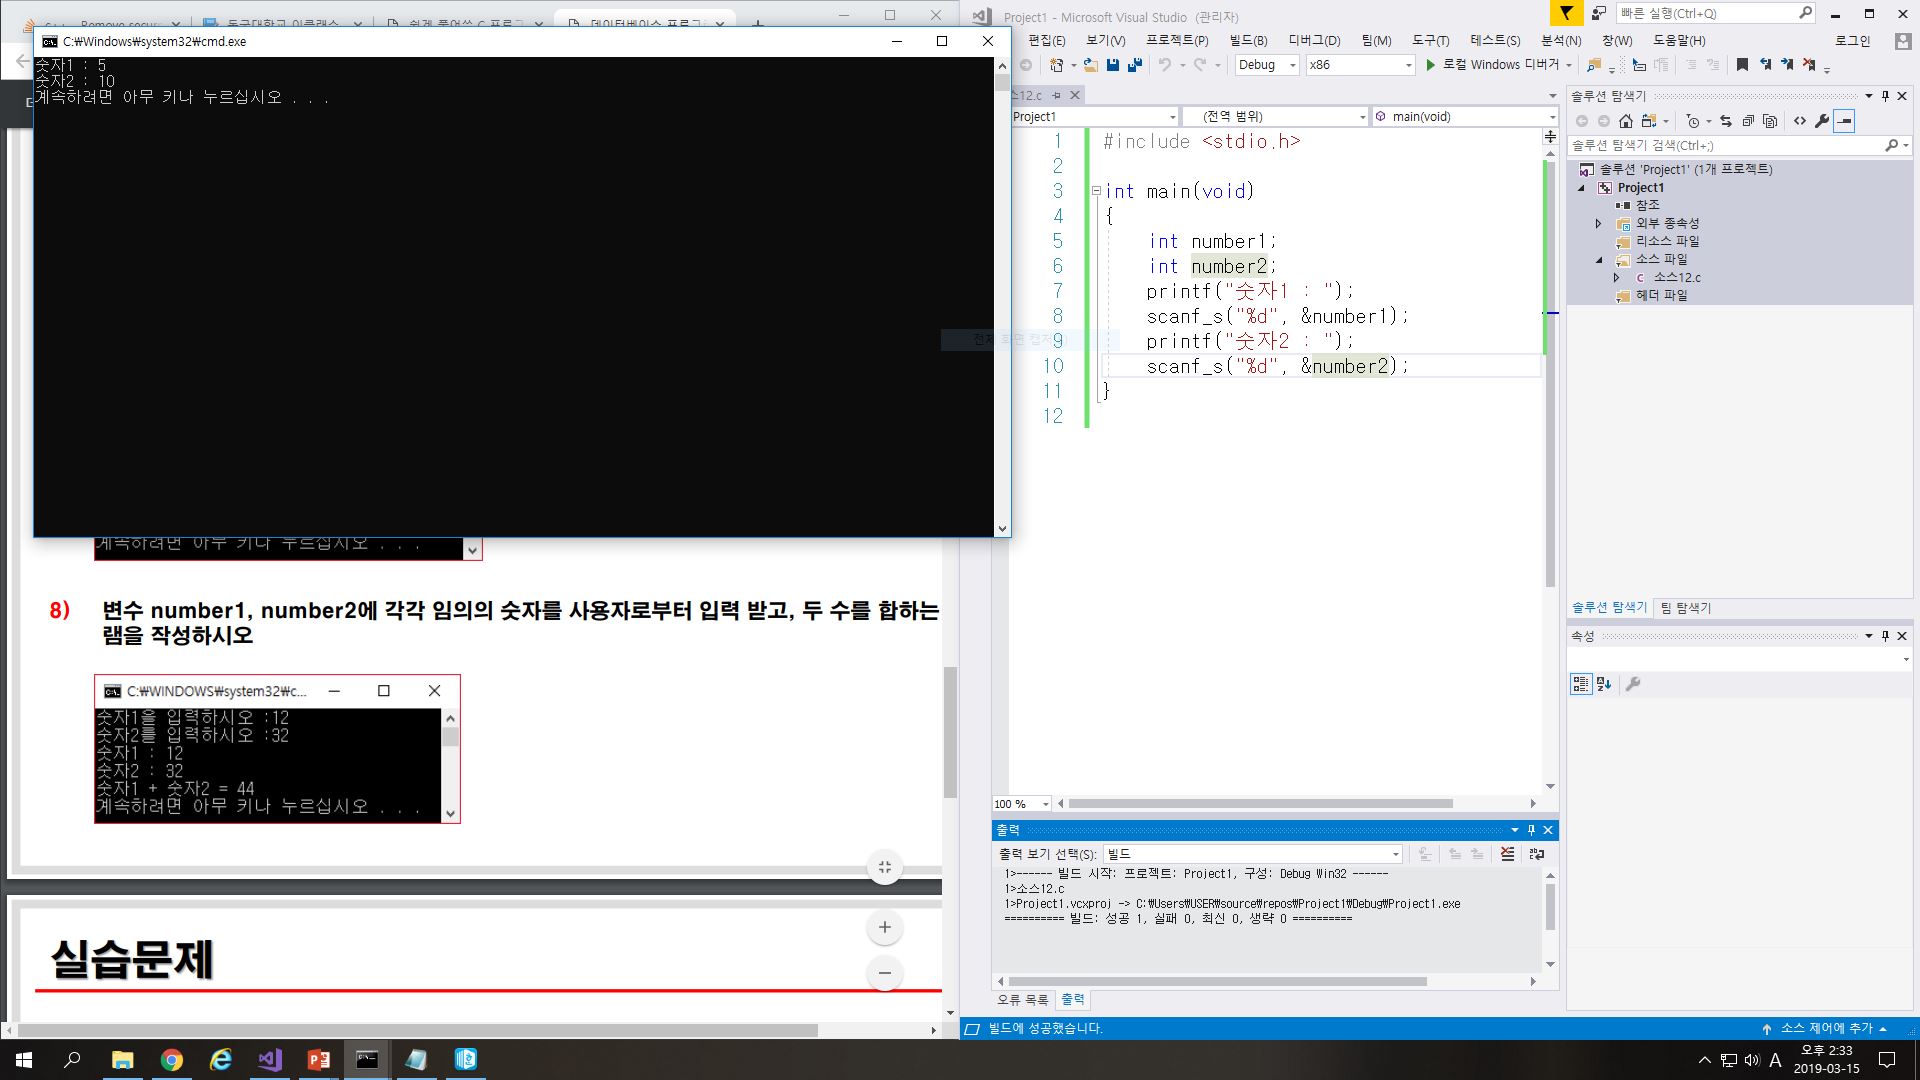 C:₩Windows₩system32₩cmd.exe
숫자1 : 5
숫자2 : 10
계속하려면 아무 키나 누르십시오 . . .
계속하려면 아무 키나 누르십시오 . . .
8) 변수 number1, number2에 각각 임의의 숫자를 사용자로부터 입력 받고, 두 수를 합하는
램을 작성하시오
C:₩WINDOWS₩system32₩c...
숫자1을 입력하시오 :12
숫자2를 입력하시오 :32
숫자1 : 12
숫자2 : 32
숫자1 + 숫자2 = 44
계속하려면 아무 키나 누르십시오 . . .
실습문제
Project1 - Microsoft Visual Studio (관리자)
빠른 실행(Ctrl+Q)
편집(E) 보기(V) 프로젝트(P) 빌드(B) 디버그(D) 팀(M) 도구(T) 테스트(S) 분석(N) 창(W) 도움말(H) 로그인
Debug x86 로컬 Windows 디버거
스12.c
Project1 (전역 범위) main(void)
1 #include <stdio.h>
2
3 int main(void)
4 {
5 int number1;
6 int number2;
7 printf("숫자1 : ");
8 scanf_s("%d", &number1);
9 printf("숫자2 : ");
10 scanf_s("%d", &number2);
11 }
12
100 %
출력
출력 보기 선택(S): 빌드
1>------ 빌드 시작: 프로젝트: Project1, 구성: Debug Win32 ------
1>소스12.c
1>Project1.vcxproj -> C:₩Users₩USER₩source₩repos₩Project1₩Debug₩Project1.exe
========== 빌드: 성공 1, 실패 0, 최신 0, 생략 0 ==========
오류 목록 출력
빌드에 성공했습니다.
소스 제어에 추가
솔루션 탐색기
솔루션 탐색기 검색(Ctrl+;)
솔루션 'Project1' (1개 프로젝트)
Project1
참조
외부 종속성
리소스 파일
소스 파일
소스12.c
헤더 파일
솔루션 탐색기 팀 탐색기
속성
A
오후 2:33
2019-03-15